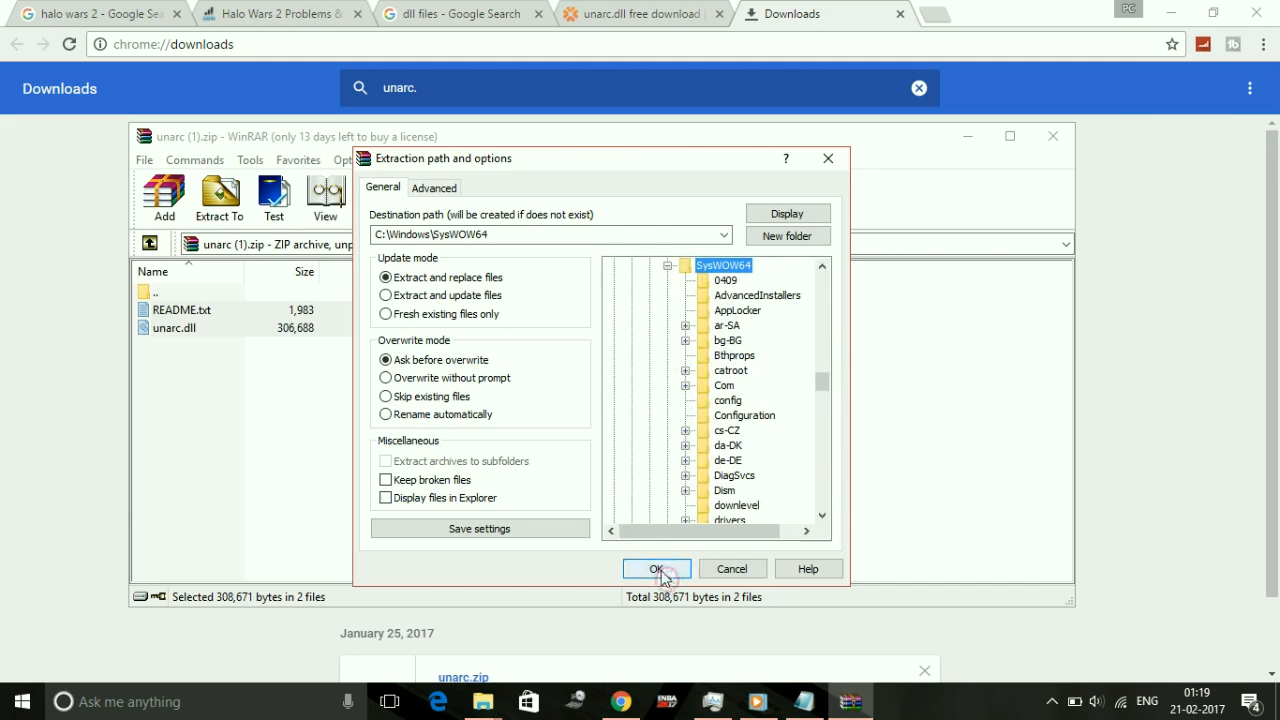 halo wars 2 - Google Sea
Halo Wars 2 Problems &
dll files - Google Search
unarc.dll free download |
Downloads
PC
chrome://downloads
Downloads
unarc.
unarc (1).zip - WinRAR (only 13 days left to buy a license)
File Commands Tools Favorites Opt
Add
Extract To
Test
View
unarc (1).zip - ZIP archive, unp
Name
Size
..
README.txt 1,983
unarc.dll 306,688
Extraction path and options
?
General
Advanced
Destination path (will be created if does not exist)
Display
C:\Windows\SysWOW64
New folder
Update mode
Extract and replace files
Extract and update files
Fresh existing files only
Overwrite mode
Ask before overwrite
Overwrite without prompt
Skip existing files
Rename automatically
Miscellaneous
Extract archives to subfolders
Keep broken files
Display files in Explorer
Save settings
SysWOW64
0409
AdvancedInstallers
AppLocker
ar-SA
bg-BG
Bthprops
catroot
Com
config
Configuration
cs-CZ
da-DK
de-DE
DiagSvcs
Dism
downlevel
drivers
OK
Cancel
Help
Selected 308,671 bytes in 2 files
Total 308,671 bytes in 2 files
January 25, 2017
unarc.zip
Ask me anything
ENG
01:19
21-02-2017
4